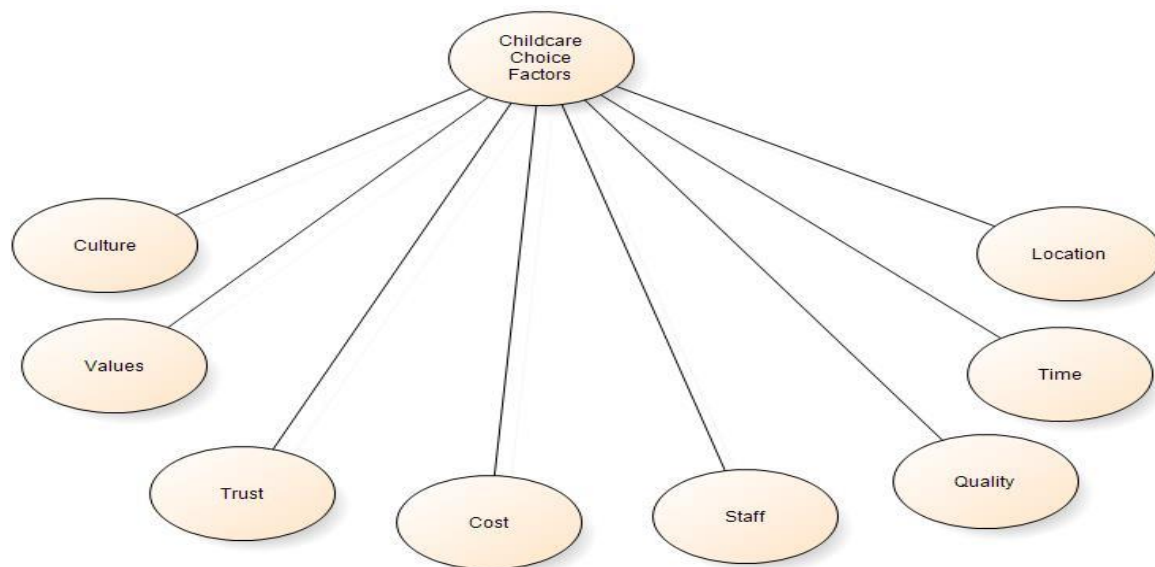 Childcare
Choice
Factors
Culture
Location
Values
Time
Trust
Quality
Cost
Staff